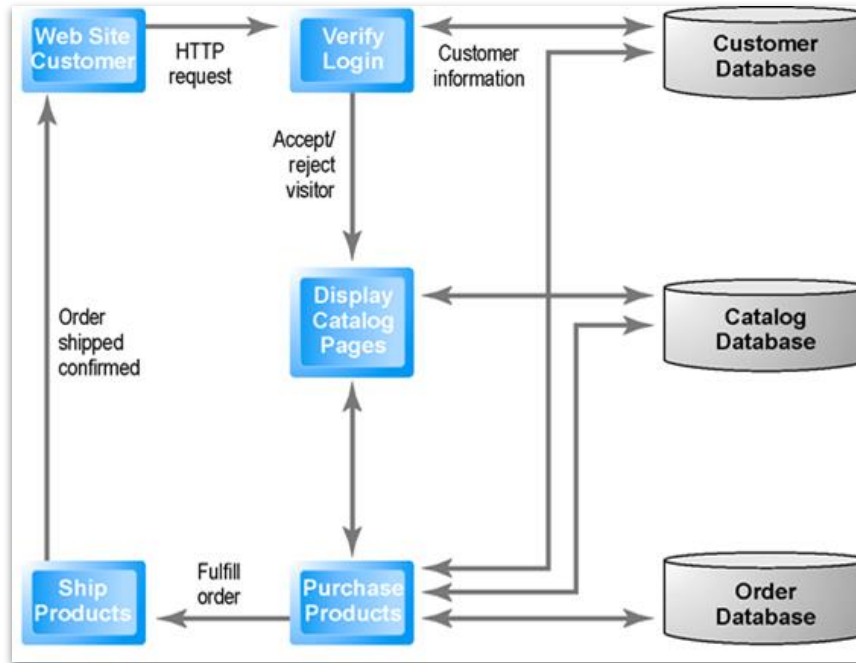 Web Site
Customer
HTTP
request
Verify
Login
Customer
information
Customer
Database
Accept/
reject
visitor
Display
Catalog
Pages
Catalog
Database
Order
shipped
confirmed
Ship
Products
Fulfill
order
Purchase
Products
Order
Database